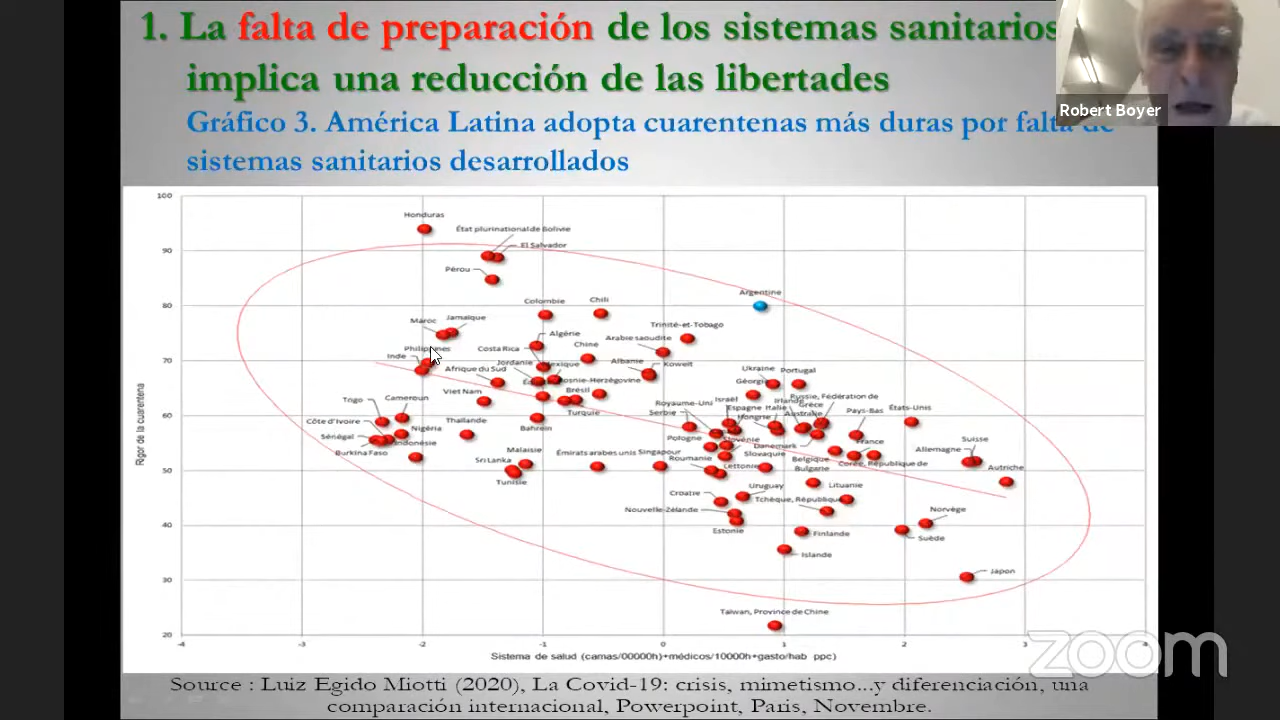 1. La falta de preparación de los sistemas sanitarios
implica una reducción de las libertades
Robert Boyer
Gráfico 3. América Latina adopta cuarentenas más duras por falta de
sistemas sanitarios desarrollados
Rigor de la cuarentena
100
90
80
70
60
50
40
30
20
Honduras
État plurinational de Bolivie
El Salvador
Pérou
Argentine
Colombie
Chili
Maroc
Jamaïque
Trinité-et-Tobago
Algérie
Arabie saoudite
Philippines
Costa Rica
Chine
Inde
Jordanie
Mexique
Albanie
Koweït
Afrique du Sud
Bosnie-Herzégovine
Ukraine
Portugal
Géorgie
Viet Nam
Brésil
Togo
Cameroun
Turquie
Royaume-Uni
Israël
Irlande
Russie, Fédération de
Grèce
Côte d'Ivoire
Thaïlande
Serbie
Espagne
Italie
Hongrie
Australie
Pays-Bas
États-Unis
Nigéria
Bahreïn
Sénégal
Indonésie
Pologne
Slovénie
Danemark
France
Suisse
Burkina Faso
Malaisie
Émirats arabes unis
Singapour
Slovaquie
Allemagne
Sri Lanka
Roumanie
Lettonie
Belgique
Corée, République de
Autriche
Tunisie
Bulgarie
Croatie
Uruguay
Lituanie
Tchèque, République
Nouvelle-Zélande
Norvège
Estonie
Finlande
Suède
Islande
Japon
Taïwan, Province de Chine
-4 -3 -2 -1 0 1 2 3 4
Sistema de salud (camas/00000h)+médicos/10000h+gasto/hab ppc)
zoom
Source : Luiz Egido Miotti (2020), La Covid-19: crisis, mimetismo...y diferenciación, una
comparación internacional, Powerpoint, Paris, Novembre.